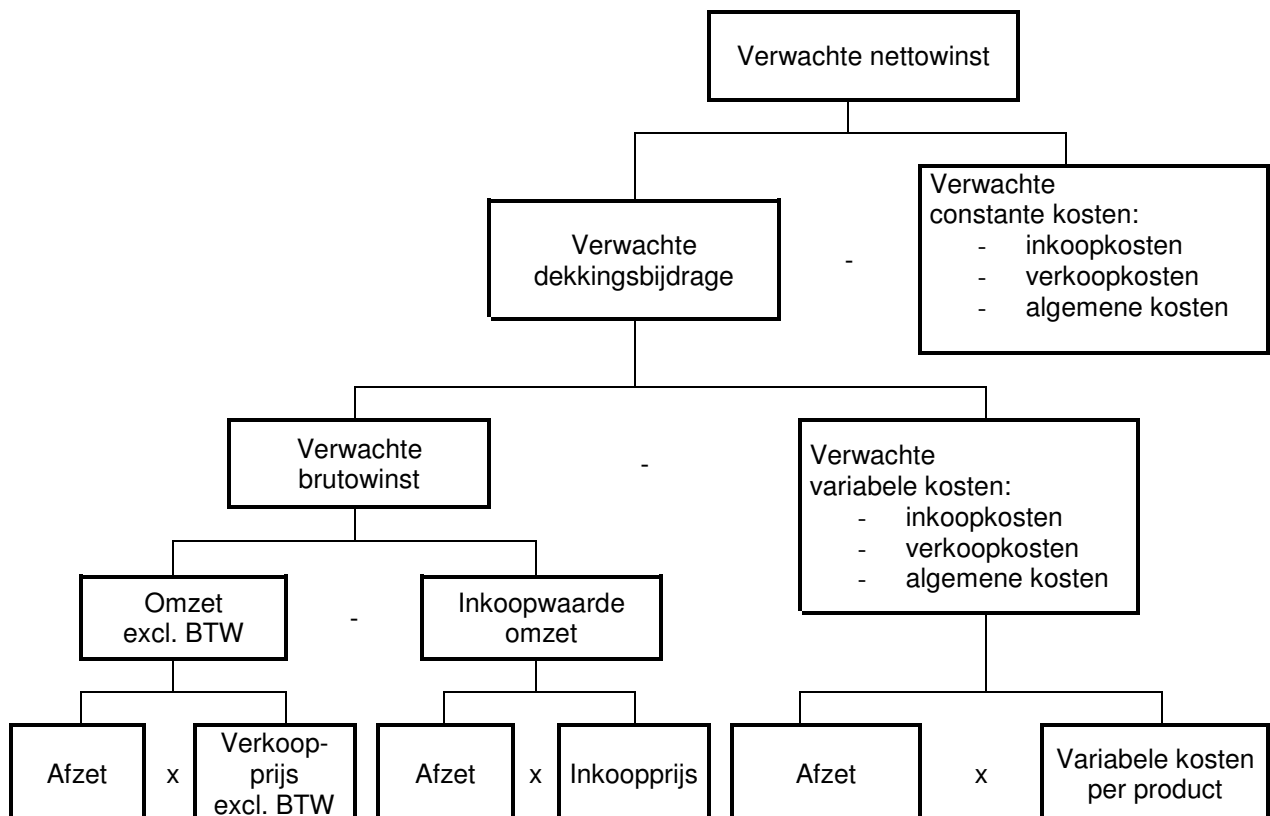 Verwachte nettowinst
Verwachte
constante kosten:
- inkoopkosten
- verkoopkosten
- algemene kosten
Verwachte
dekkingsbijdrage
-
Verwachte
brutowinst
-
Verwachte
variabele kosten:
- inkoopkosten
- verkoopkosten
- algemene kosten
Omzet
excl. BTW
-
Inkoopwaarde
omzet
Afzet
x
Verkoop-
prijs
excl. BTW
Afzet
x
Inkoopprijs
Afzet
x
Variabele kosten
per product